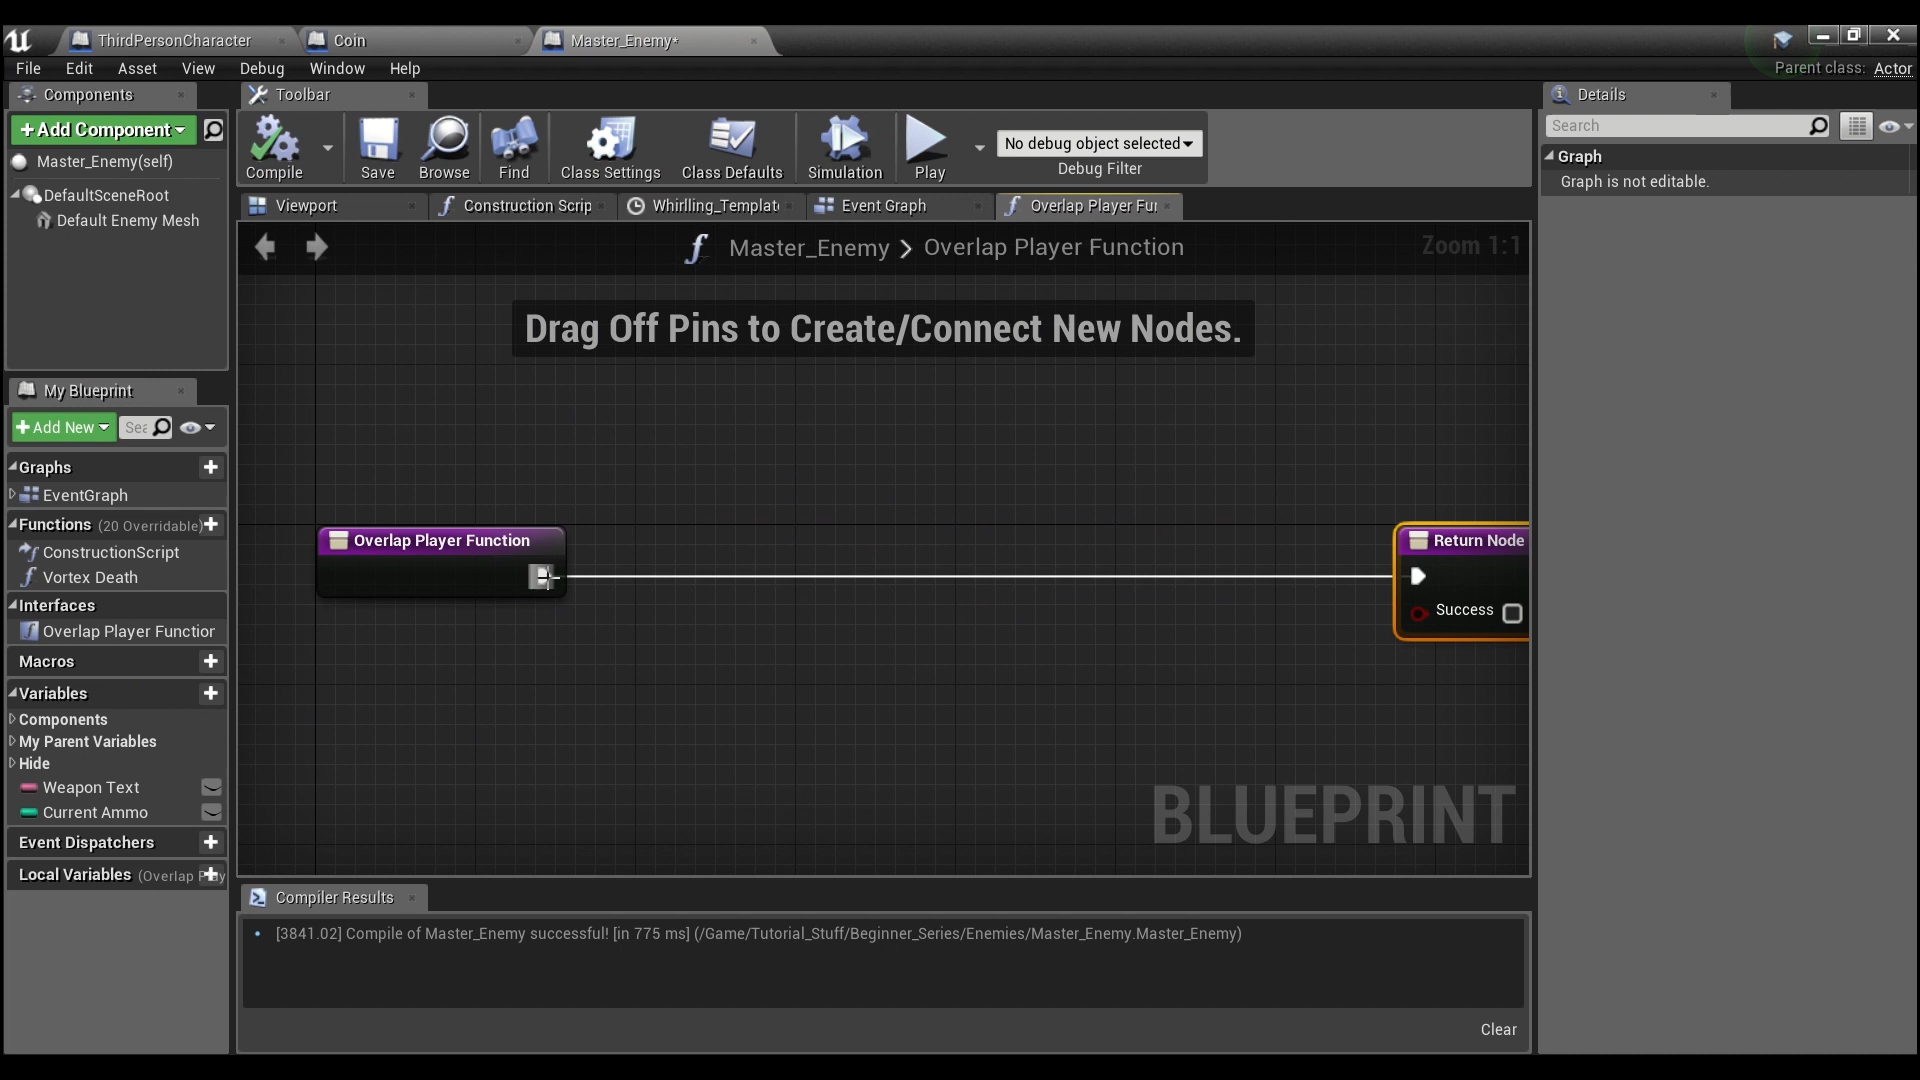 ThirdPersonCharacter
Coin
Master_Enemy*
File Edit Asset View Debug Window Help
Parent class: Actor
Components
Toolbar
Details
+Add Component
Search
Master_Enemy(self)
DefaultSceneRoot
Default Enemy Mesh
Compile
Save
Browse
Find
Class Settings
Class Defaults
Simulation
Play
No debug object selected
Debug Filter
Graph
Graph is not editable.
Viewport
Construction Scrip
Whirlling_Templat
Event Graph
Overlap Player Fu
Master_Enemy > Overlap Player Function
Zoom 1:1
Drag Off Pins to Create/Connect New Nodes.
My Blueprint
+Add New
Sea
Graphs
EventGraph
Functions (20 Overridable)
ConstructionScript
Vortex Death
Interfaces
Overlap Player Function
Macros
Variables
Components
My Parent Variables
Hide
Weapon Text
Current Ammo
Event Dispatchers
Local Variables (Overlap
Overlap Player Function
Return Node
Success
BLUEPRINT
Compiler Results
[3841.02] Compile of Master_Enemy successful! [in 775 ms] (/Game/Tutorial_Stuff/Beginner_Series/Enemies/Master_Enemy.Master_Enemy)
Clear